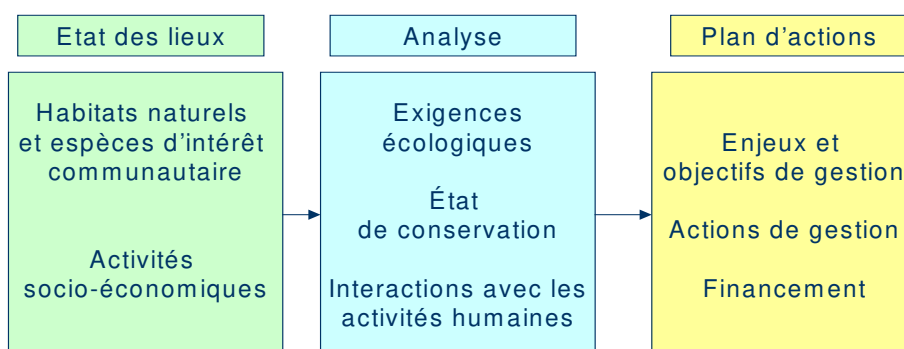 Etat des lieux
Analyse
Plan d'actions
Habitats naturels
et espèces d'intérêt
communautaire
Activités
socio-économiques
Exigences
écologiques
État
de conservation
Interactions avec les
activités humaines
Enjeux et
objectifs de gestion
Actions de gestion
Financement